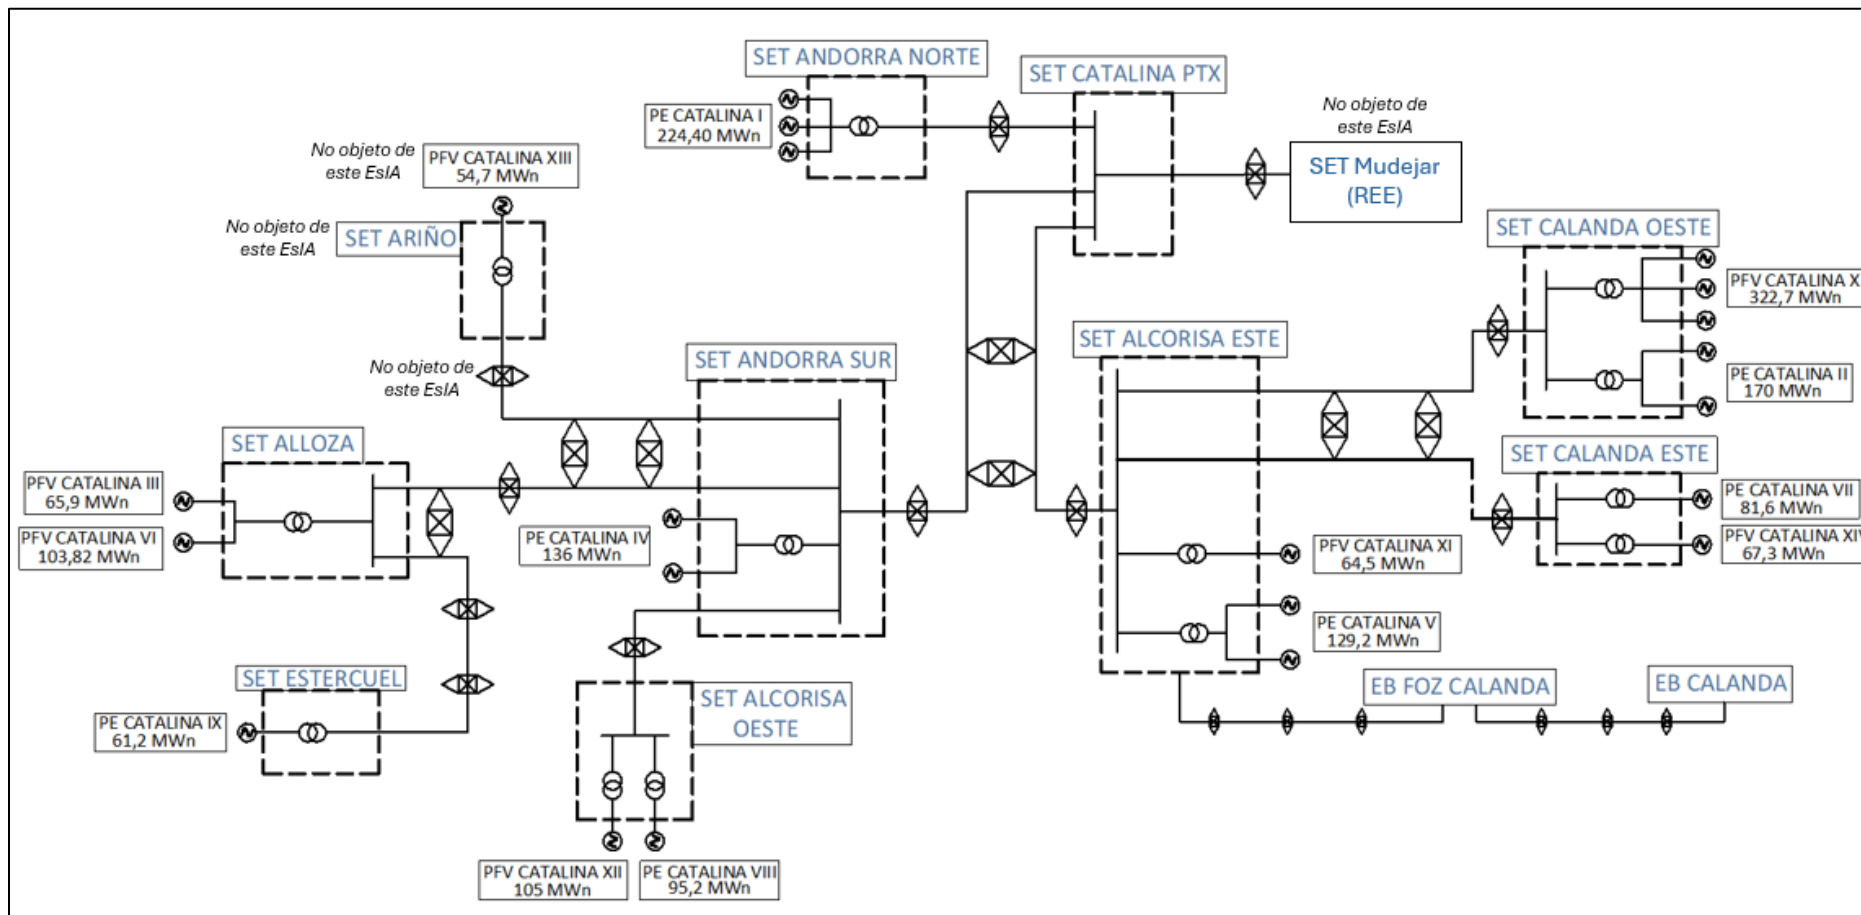 SET ANDORRA NORTE
SET CATALINA PTX
PE CATALINA I
224,40 MWn
No objeto de
este EsIA
SET Mudejar
(REE)
No objeto de
este EsIA
PFV CATALINA XIII
54,7 MWn
No objeto de
este EsIA
SET ARIÑO
No objeto de
este EsIA
SET CALANDA OESTE
PFV CATALINA X
322,7 MWn
PE CATALINA II
170 MWn
SET ANDORRA SUR
SET ALCORISA ESTE
SET ALLOZA
PFV CATALINA III
65,9 MWn
PFV CATALINA VI
103,82 MWn
PE CATALINA IV
136 MWn
SET CALANDA ESTE
PE CATALINA VII
81,6 MWn
PFV CATALINA XIV
67,3 MWn
PFV CATALINA XI
64,5 MWn
PE CATALINA V
129,2 MWn
SET ESTERCUEL
PE CATALINA IX
61,2 MWn
SET ALCORISA
OESTE
EB FOZ CALANDA
EB CALANDA
PFV CATALINA XII
105 MWn
PE CATALINA VIII
95,2 MWn